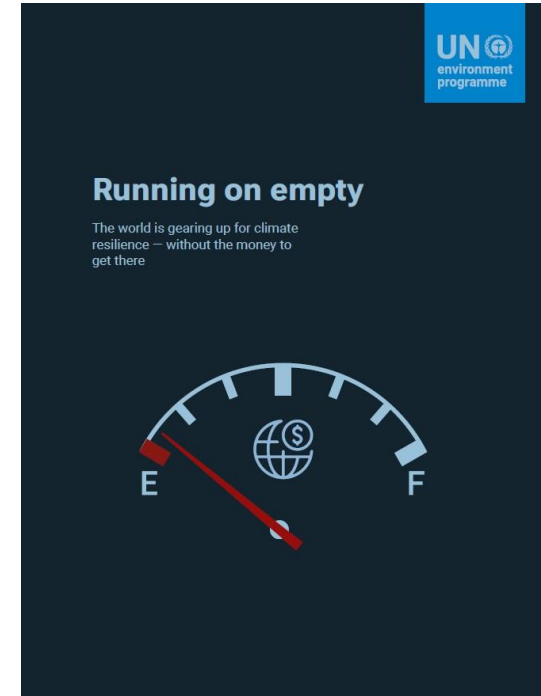 UN
environment
programme
Running on empty
The world is gearing up for climate
resilience — without the money to
get there
$
E
F